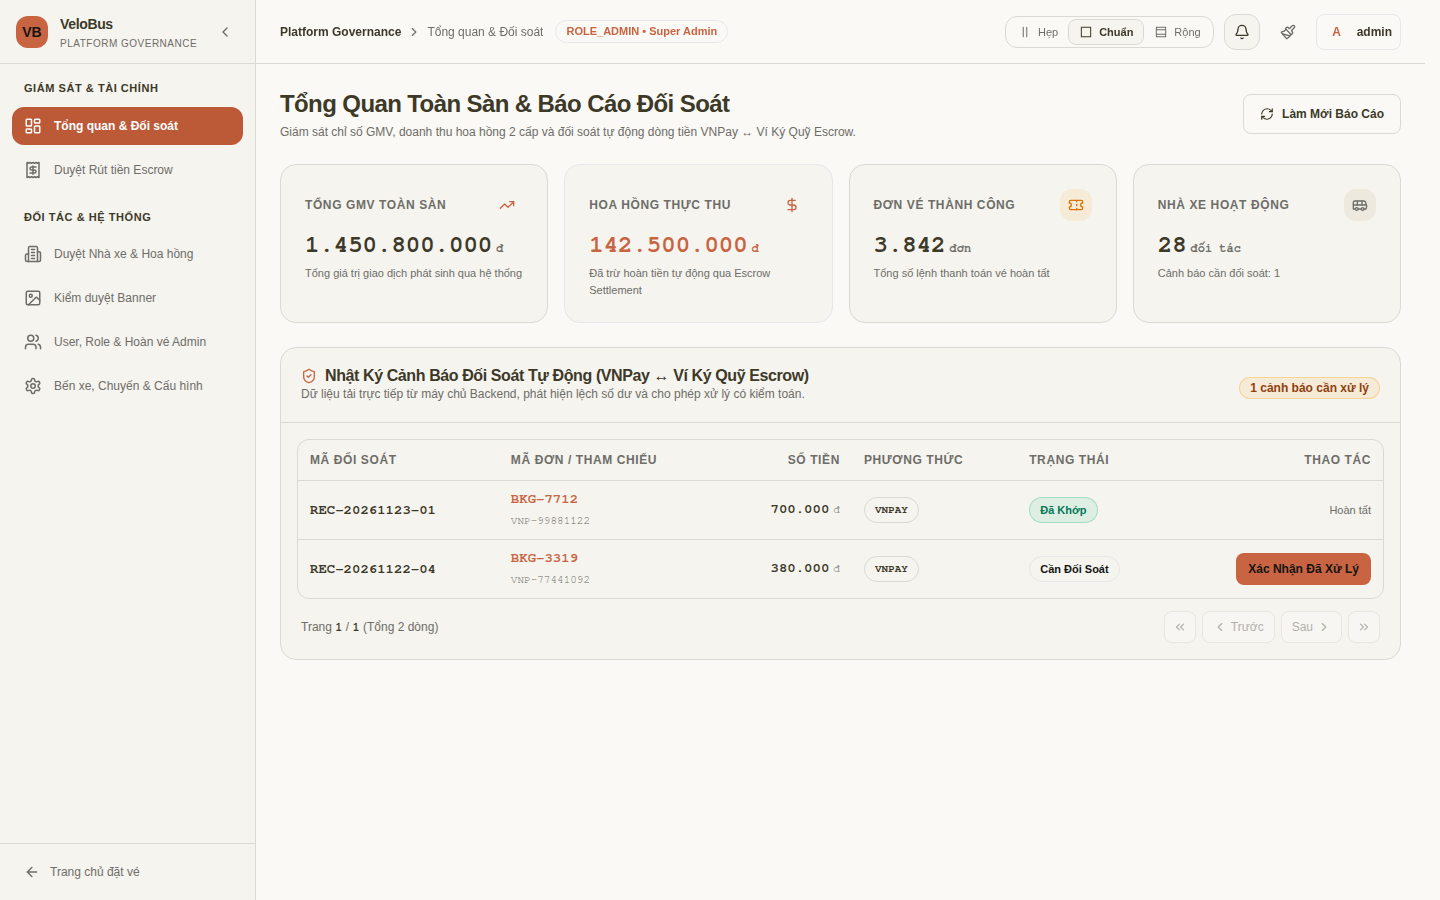 VB
VeloBus
PLATFORM GOVERNANCE
GIÁM SÁT & TÀI CHÍNH
Tổng quan & Đối soát
Duyệt Rút tiền Escrow
ĐỐI TÁC & HỆ THỐNG
Duyệt Nhà xe & Hoa hồng
Kiểm duyệt Banner
User, Role & Hoàn vé Admin
Bến xe, Chuyến & Cấu hình
Trang chủ đặt vé
Platform Governance > Tổng quan & Đối soát ROLE_ADMIN • Super Admin
Hẹp Chuẩn Rộng A admin
Tổng Quan Toàn Sàn & Báo Cáo Đối Soát
Giám sát chỉ số GMV, doanh thu hoa hồng 2 cấp và đối soát tự động dòng tiền VNPay ↔ Ví Ký Quỹ Escrow.
Làm Mới Báo Cáo
TỔNG GMV TOÀN SÀN
1.450.800.000 đ
Tổng giá trị giao dịch phát sinh qua hệ thống
HOA HỒNG THỰC THU
142.500.000 đ
Đã trừ hoàn tiền tự động qua Escrow
Settlement
ĐƠN VÉ THÀNH CÔNG
3.842 đơn
Tổng số lệnh thanh toán vé hoàn tất
NHÀ XE HOẠT ĐỘNG
28 đối tác
Cảnh báo cần đối soát: 1
Nhật Ký Cảnh Báo Đối Soát Tự Động (VNPay ↔ Ví Ký Quỹ Escrow)
Dữ liệu tải trực tiếp từ máy chủ Backend, phát hiện lệch số dư và cho phép xử lý có kiểm toán.
1 cảnh báo cần xử lý
MÃ ĐỐI SOÁT MÃ ĐƠN / THAM CHIẾU SỐ TIỀN PHƯƠNG THỨC TRẠNG THÁI THAO TÁC
REC-20261123-01 BKG-7712 700.000 đ VNPAY Đã Khớp Hoàn tất
VNP-99881122
REC-20261122-04 BKG-3319 380.000 đ VNPAY Cần Đối Soát Xác Nhận Đã Xử Lý
VNP-77441092
Trang 1 / 1 (Tổng 2 dòng)
Trước Sau